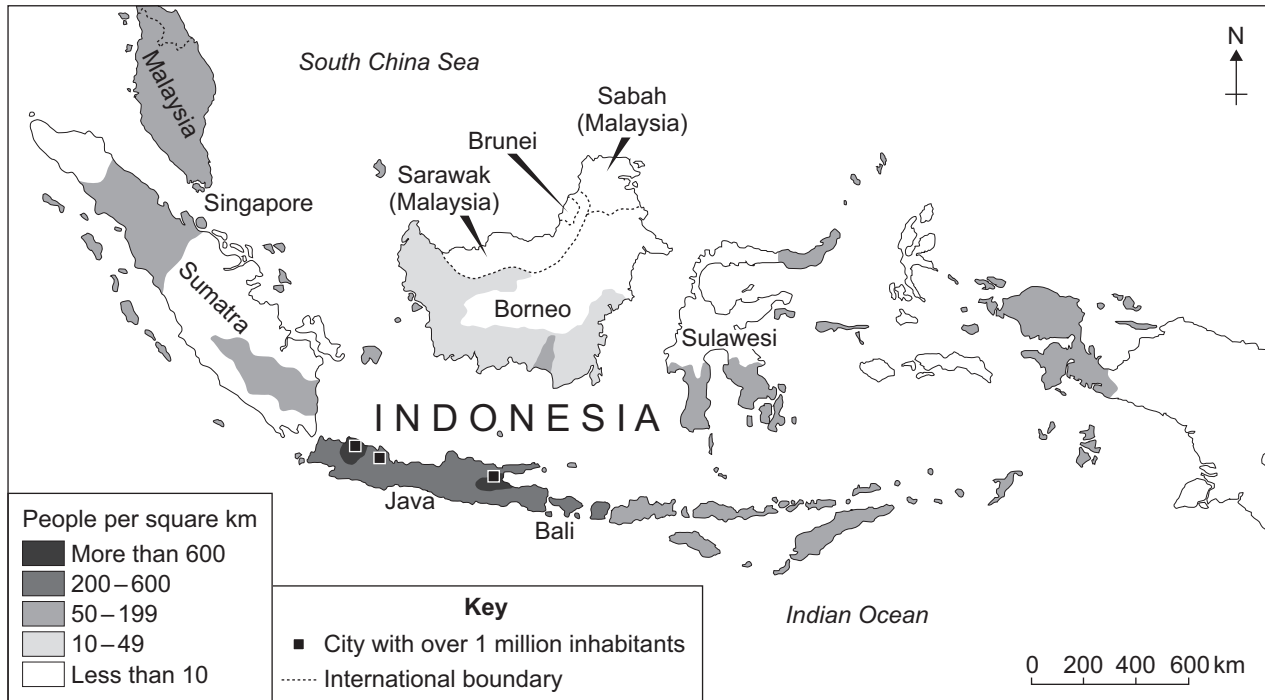 South China Sea
N
Malaysia
Sabah
(Malaysia)
Brunei
Sarawak
(Malaysia)
Singapore
Sumatra
Borneo
Sulawesi
INDONESIA
Java
Bali
Indian Ocean
People per square km
More than 600
200–600
50–199
10–49
Less than 10
Key
City with over 1 million inhabitants
International boundary
0 200 400 600 km